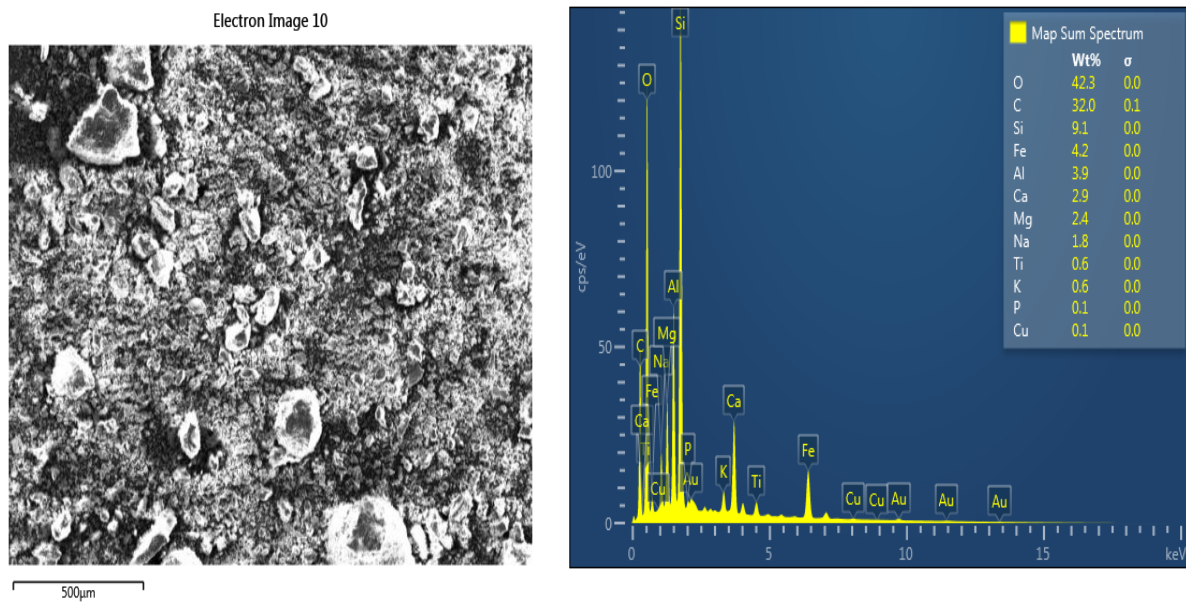 Electron Image 10
500μm
Map Sum Spectrum
Wt% σ
O 42.3 0.0
C 32.0 0.1
Si 9.1 0.0
Fe 4.2 0.0
Al 3.9 0.0
Ca 2.9 0.0
Mg 2.4 0.0
Na 1.8 0.0
Ti 0.6 0.0
K 0.6 0.0
P 0.1 0.0
Cu 0.1 0.0
Si
O
Al
Mg
C
Na
Fe
Ca
Ca
P
Fe
Ti
Au
K
Ti
Cu
Cu
Cu
Au
Au
Au
cps/eV
100
50
0
0 5 10 15 keV